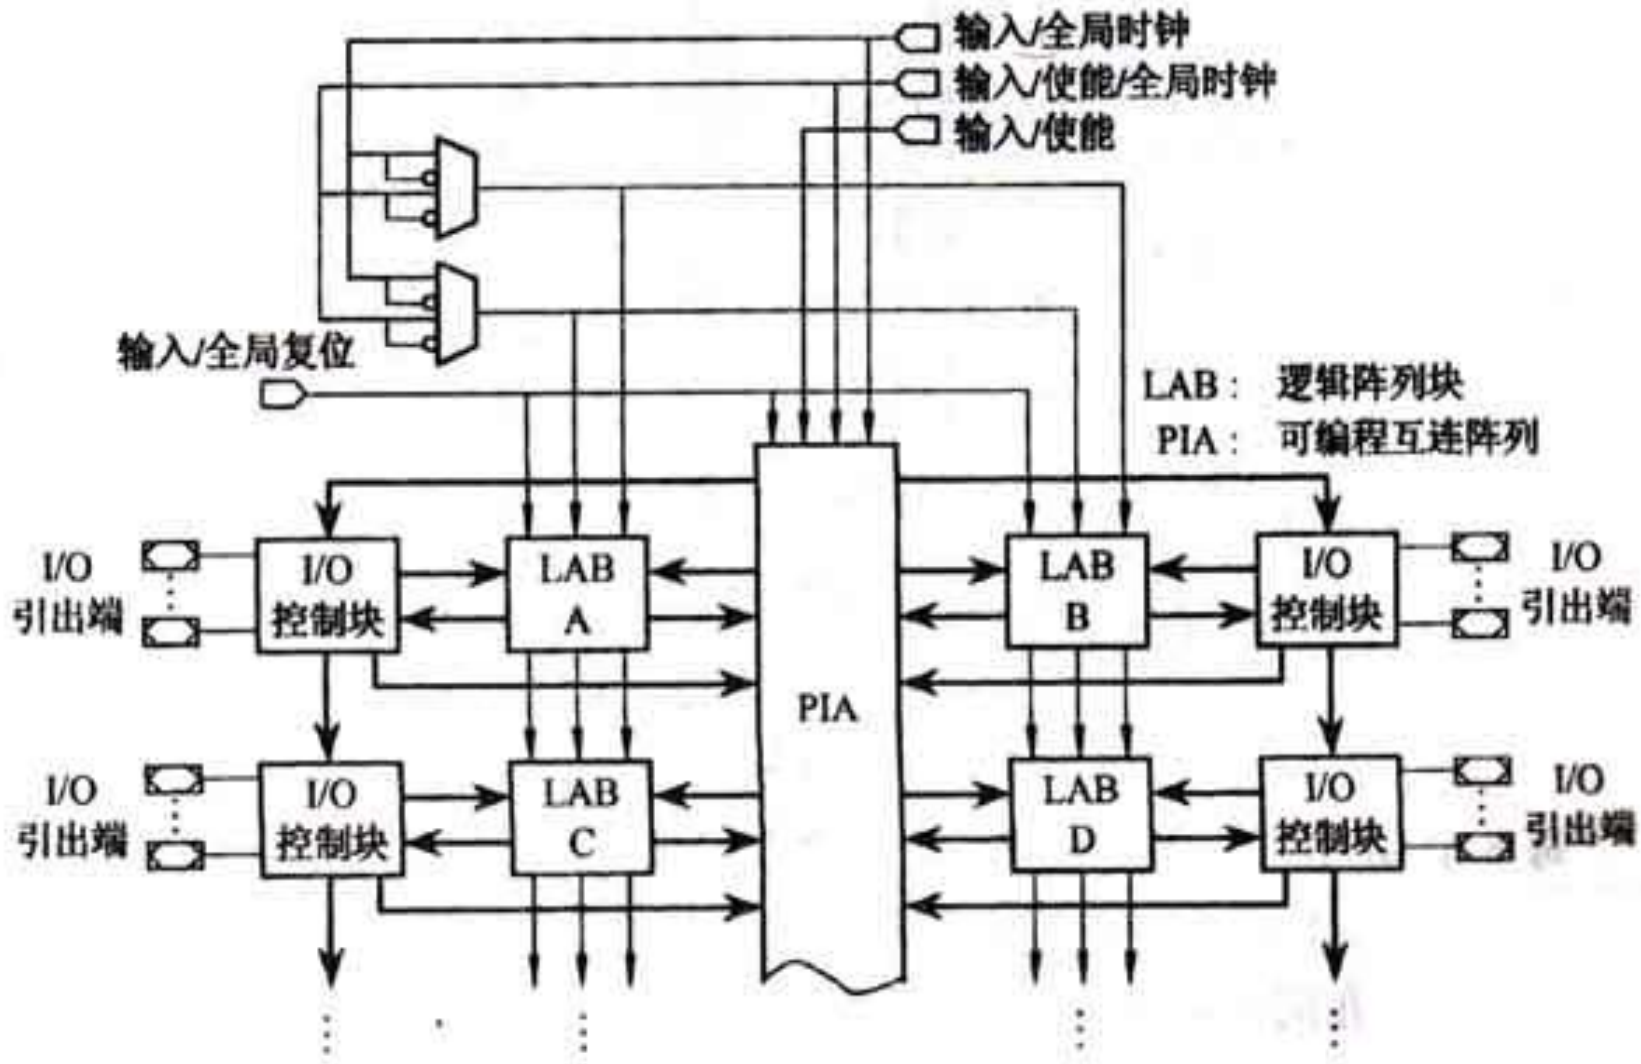 输入/全局时钟
输入/使能/全局时钟
输入/使能
输入/全局复位
LAB： 逻辑阵列块
PIA： 可编程互连阵列
I/O
引出端
I/O
控制块
LAB
A
PIA
LAB
B
I/O
控制块
I/O
引出端
I/O
引出端
I/O
控制块
LAB
C
LAB
D
I/O
控制块
I/O
引出端